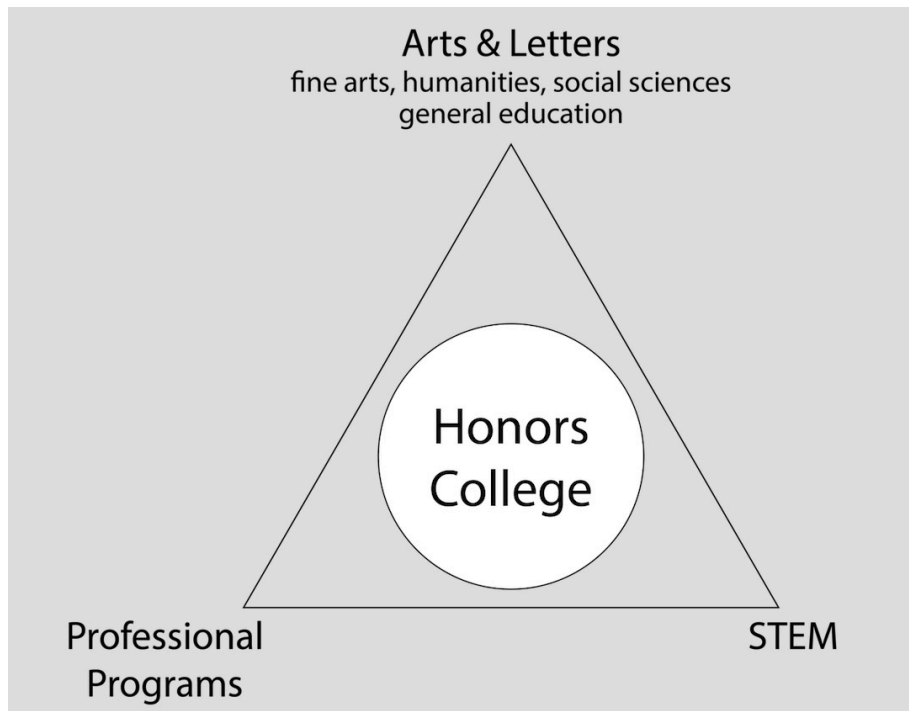 Arts & Letters
fine arts, humanities, social sciences
general education
Honors
College
Professional
Programs
STEM